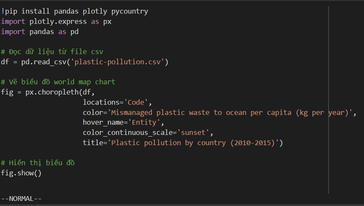 !pip install pandas plotly pycountry
import plotly.express as px
import pandas as pd
# Đọc dữ liệu từ file csv
df = pd.read_csv('plastic-pollution.csv')
# Vẽ biểu đồ world map chart
fig = px.choropleth(df,
locations='Code',
color='Mismanaged plastic waste to ocean per capita (kg per year)',
hover_name='Entity',
color_continuous_scale='sunset',
title='Plastic pollution by country (2010-2015)')
# Hiển thị biểu đồ
fig.show()
--NORMAL--